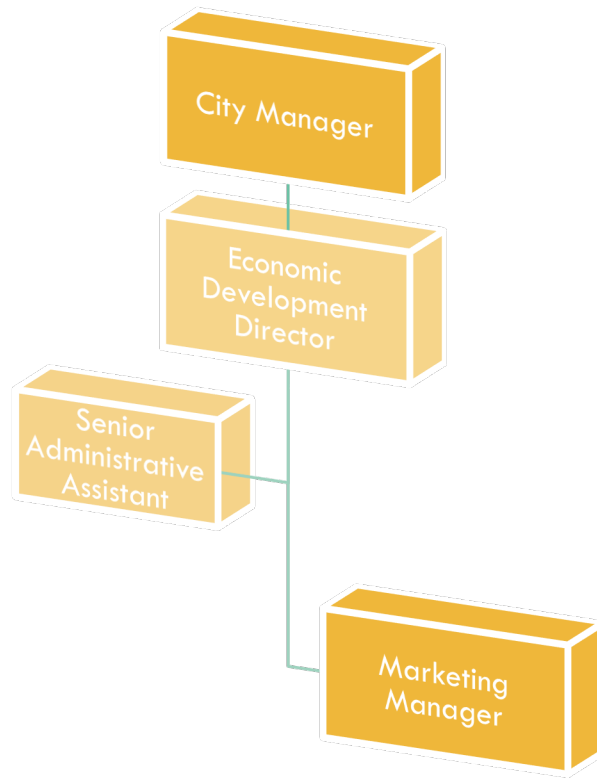 City Manager
Economic
Development
Director
Senior
Administrative
Assistant
Marketing
Manager